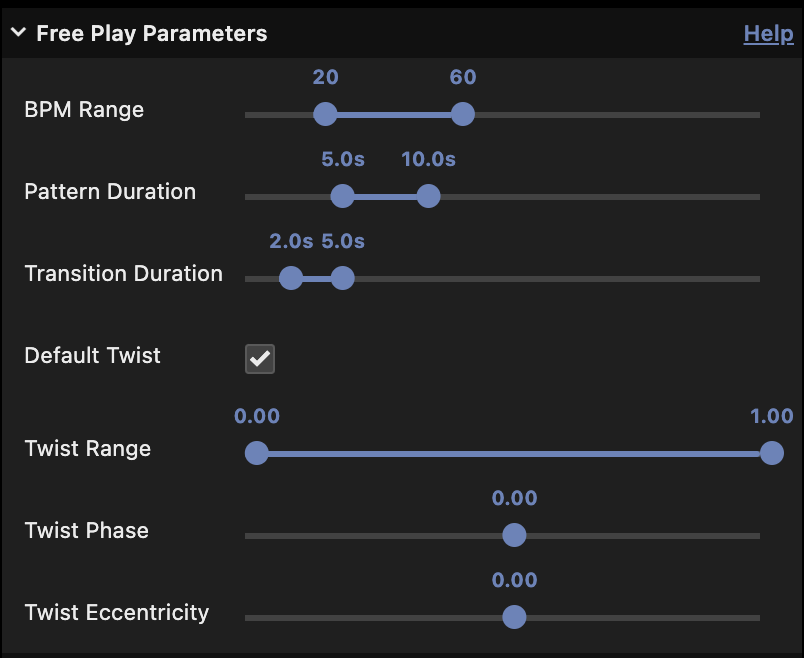 Free Play Parameters Help
20 60
BPM Range
5.0s 10.0s
Pattern Duration
2.0s 5.0s
Transition Duration
Default Twist
0.00 1.00
Twist Range
0.00
Twist Phase
0.00
Twist Eccentricity